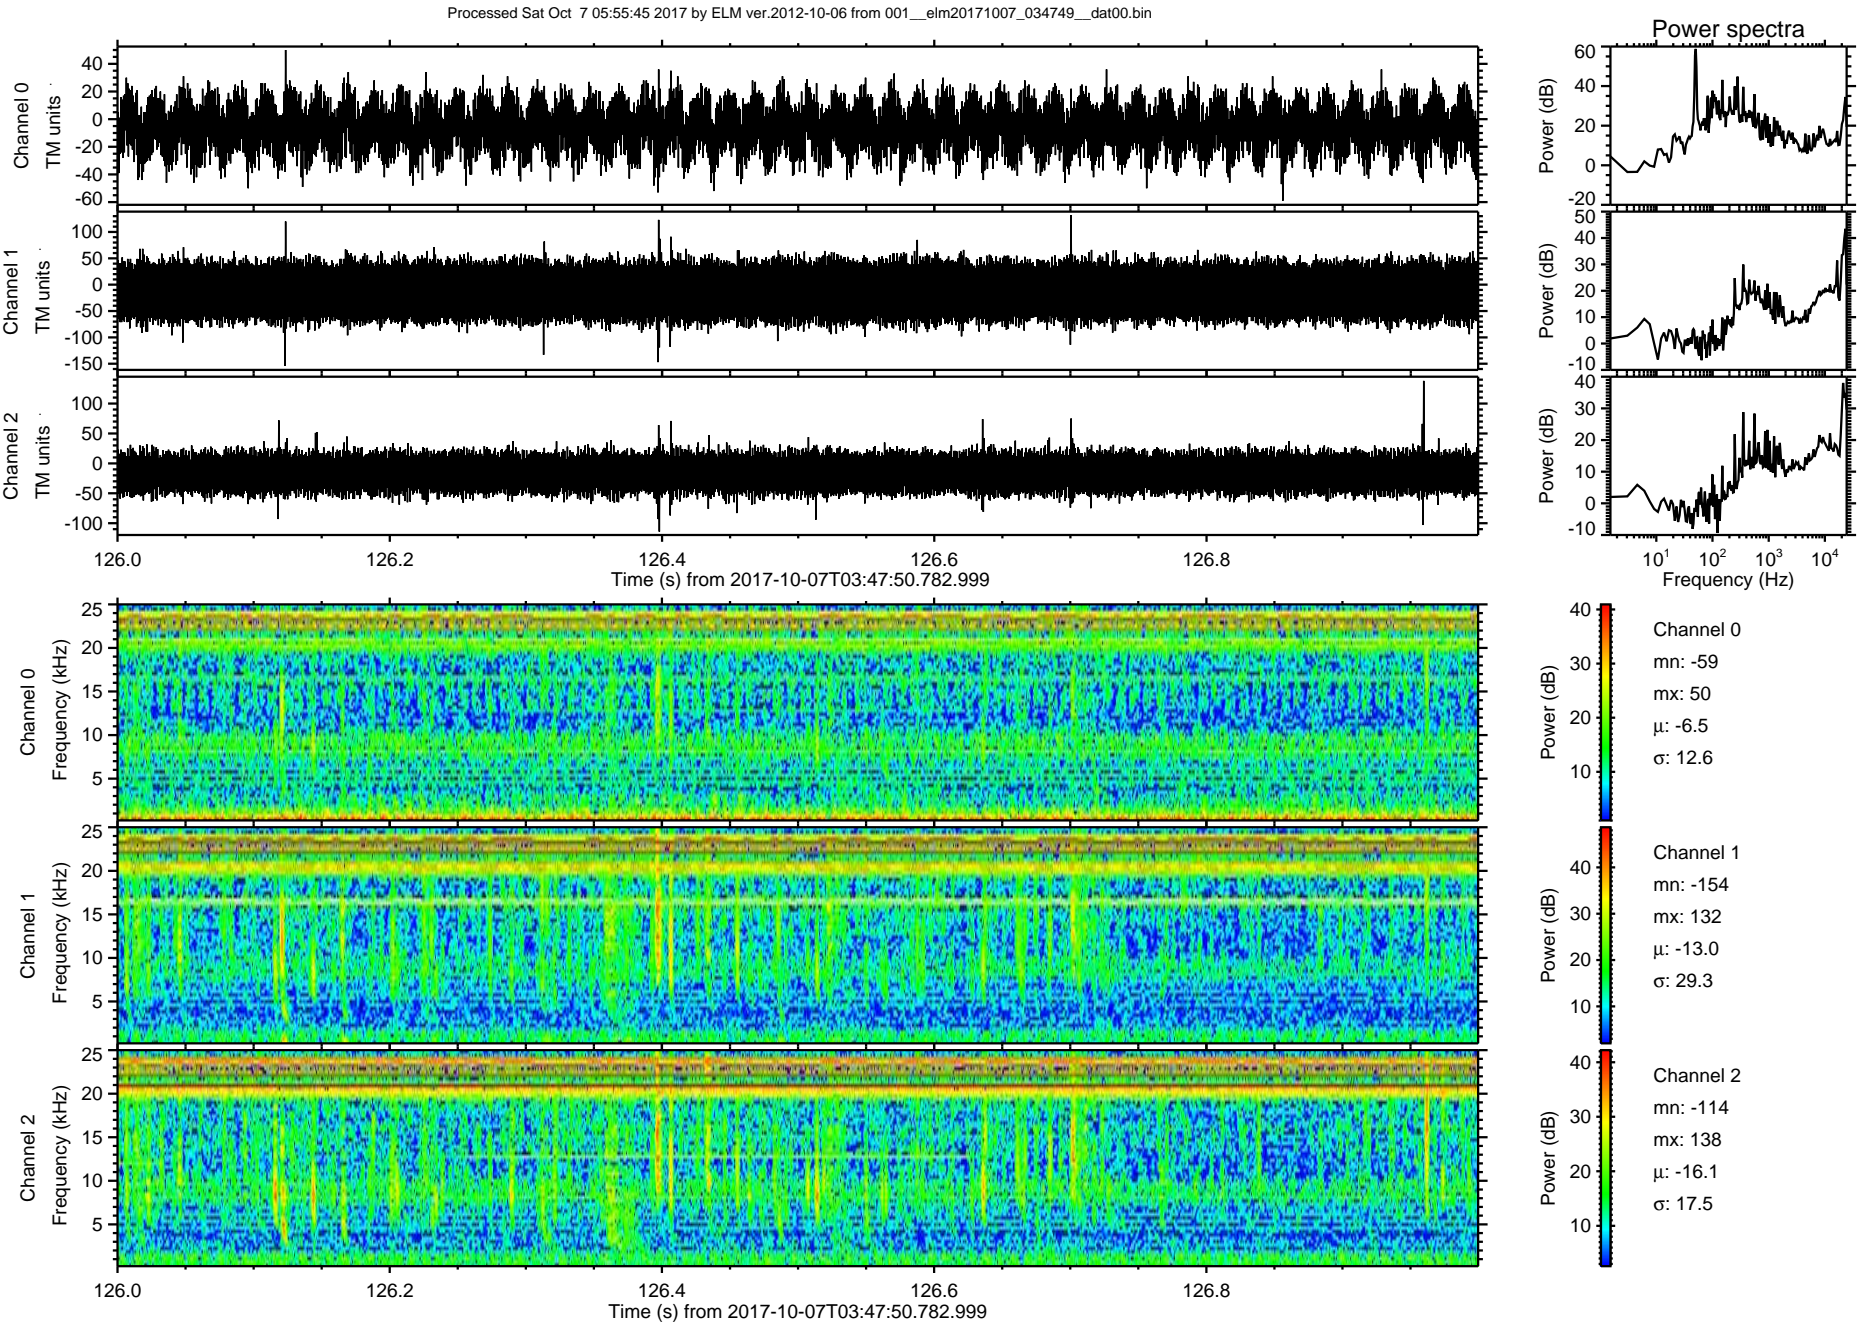 Processed Sat Oct  7 05:55:45 2017 by ELM ver.2012-10-06 from 001__elm20171007_034749__dat00.bin
Power spectra
Channel 0
TM units
40
20
0
-20
-40
-60
Power (dB)
60
40
20
0
-20
Channel 1
TM units
100
50
0
-50
-100
-150
Power (dB)
50
40
30
20
10
0
-10
Channel 2
TM units
100
50
0
-50
-100
Power (dB)
40
30
20
10
0
-10
126.0 126.2 126.4 126.6 126.8
Time (s) from 2017-10-07T03:47:50.782.999
10¹ 10² 10³ 10⁴
Frequency (Hz)
Channel 0
Frequency (kHz)
25
20
15
10
5
Power (dB)
40
30
20
10
Channel 0
mn: -59
mx: 50
μ: -6.5
σ: 12.6
Channel 1
Frequency (kHz)
25
20
15
10
5
Power (dB)
40
30
20
10
Channel 1
mn: -154
mx: 132
μ: -13.0
σ: 29.3
Channel 2
Frequency (kHz)
25
20
15
10
5
Power (dB)
40
30
20
10
Channel 2
mn: -114
mx: 138
μ: -16.1
σ: 17.5
126.0 126.2 126.4 126.6 126.8
Time (s) from 2017-10-07T03:47:50.782.999